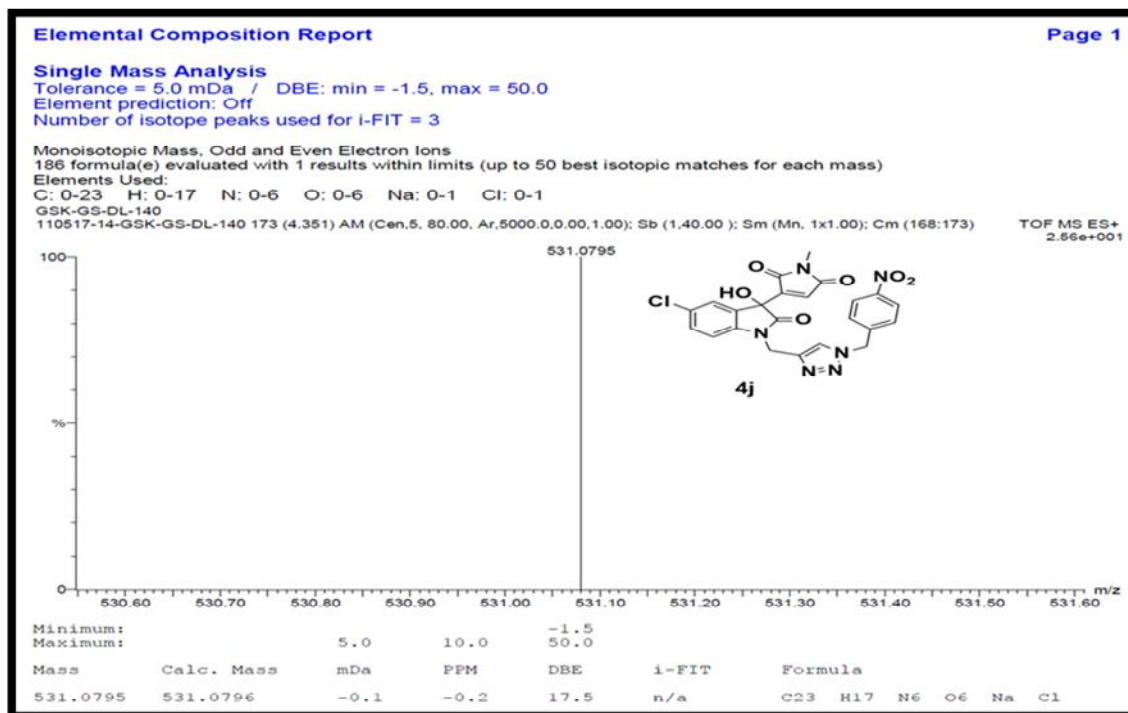 Elemental Composition Report Page 1
Single Mass Analysis
Tolerance = 5.0 mDa / DBE: min = -1.5, max = 50.0
Element prediction: Off
Number of isotope peaks used for i-FIT = 3
Monoisotopic Mass, Odd and Even Electron Ions
186 formula(e) evaluated with 1 results within limits (up to 50 best isotopic matches for each mass)
Elements Used:
C: 0-23 H: 0-17 N: 0-6 O: 0-6 Na: 0-1 Cl: 0-1
GSK-GS-DL-140
110517-14-GSK-GS-DL-140 173 (4.351) AM (Cen,5, 80.00, Ar,5000.0,0.00,1.00); Sb (1,40.00 ); Sm (Mn, 1x1.00); Cm (168:173) TOF MS ES+
2.56e+001
531.0795
100
O N O
HO
Cl
O
N
NO2
N
N=N
4j
%
0
530.60 530.70 530.80 530.90 531.00 531.10 531.20 531.30 531.40 531.50 531.60 m/z
Minimum: -1.5
Maximum: 5.0 10.0 50.0
Mass Calc. Mass mDa PPM DBE i-FIT Formula
531.0795 531.0796 -0.1 -0.2 17.5 n/a C23 H17 N6 O6 Na Cl